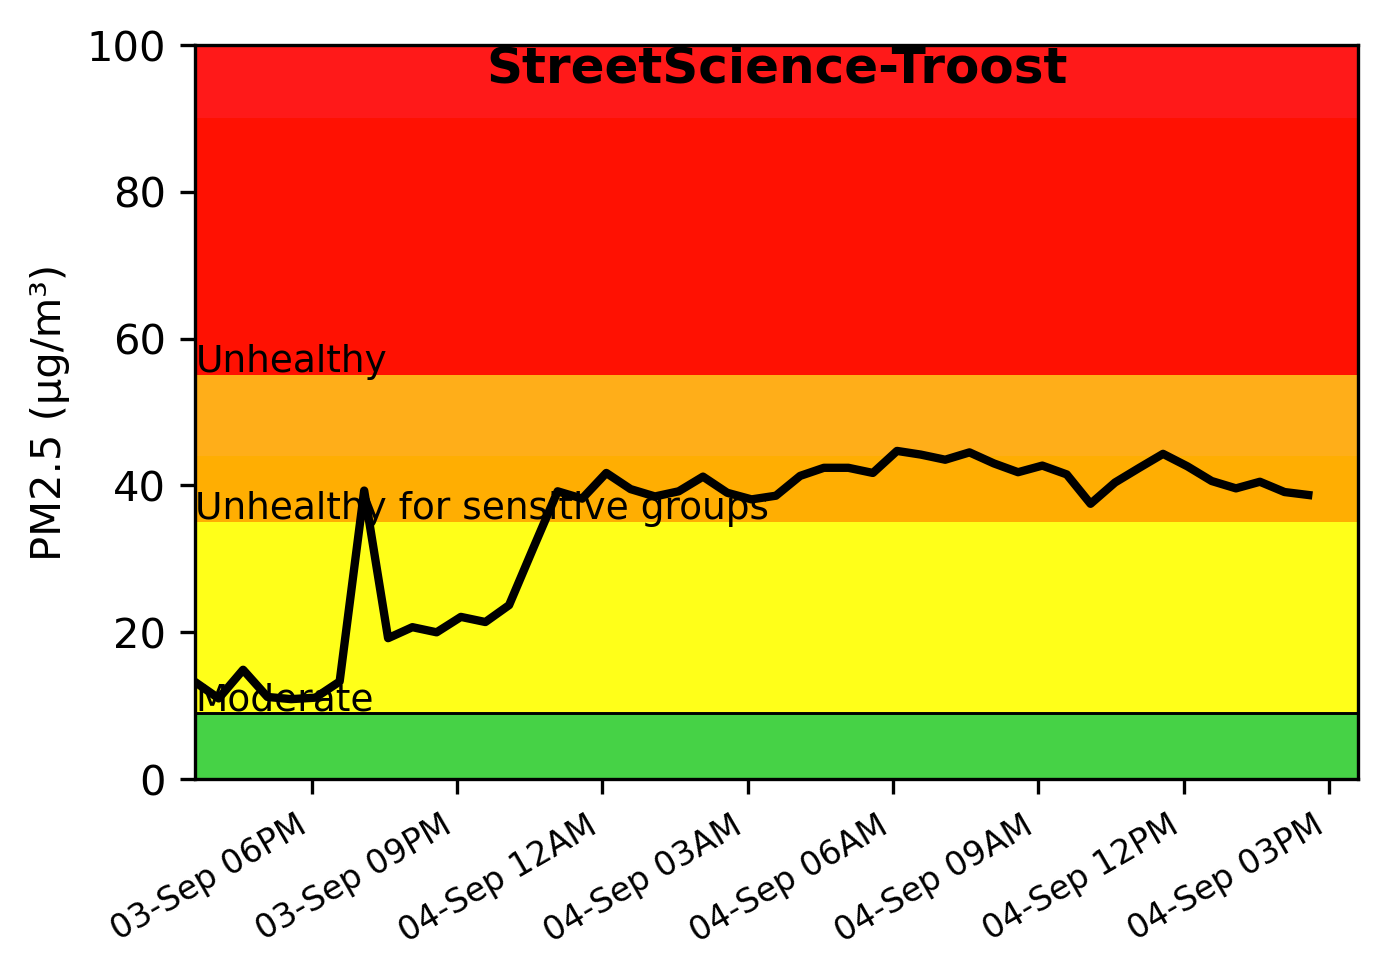 StreetScience-Troost
100
80
60
40
20
0
PM2.5 (µg/m³)
Unhealthy
Unhealthy for sensitive groups
Moderate
03-Sep 06PM
03-Sep 09PM
04-Sep 12AM
04-Sep 03AM
04-Sep 06AM
04-Sep 09AM
04-Sep 12PM
04-Sep 03PM